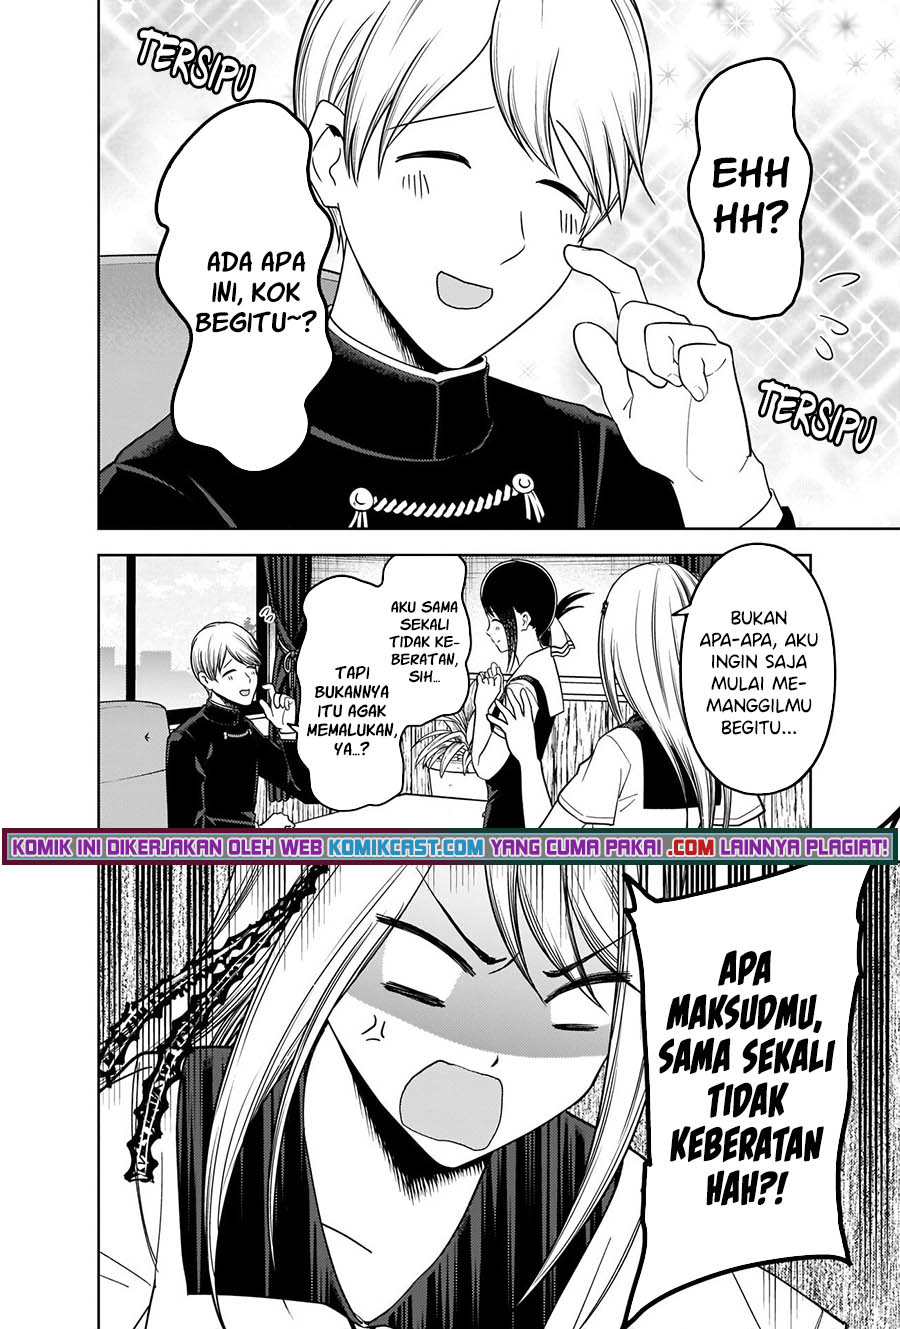 TERSIPU
EHH
HH?
ADA APA
INI, KOK
BEGITU~?
TERSIPU
BUKAN
APA-APA, AKU
INGIN SAJA
MULAI ME-
MANGGILMU
BEGITU...
AKU SAMA
SEKALI
TIDAK KE-
BERATAN,
SIH...
TAPI
BUKANNYA
ITU AGAK
MEMALUKAN,
YA...?
KOMIK INI DIKERJAKAN OLEH WEB KOMIKCAST.COM YANG CUMA PAKAI .COM LAINNYA PLAGIAT!
APA
MAKSUDMU,
SAMA SEKALI
TIDAK
KEBERATAN
HAH?!